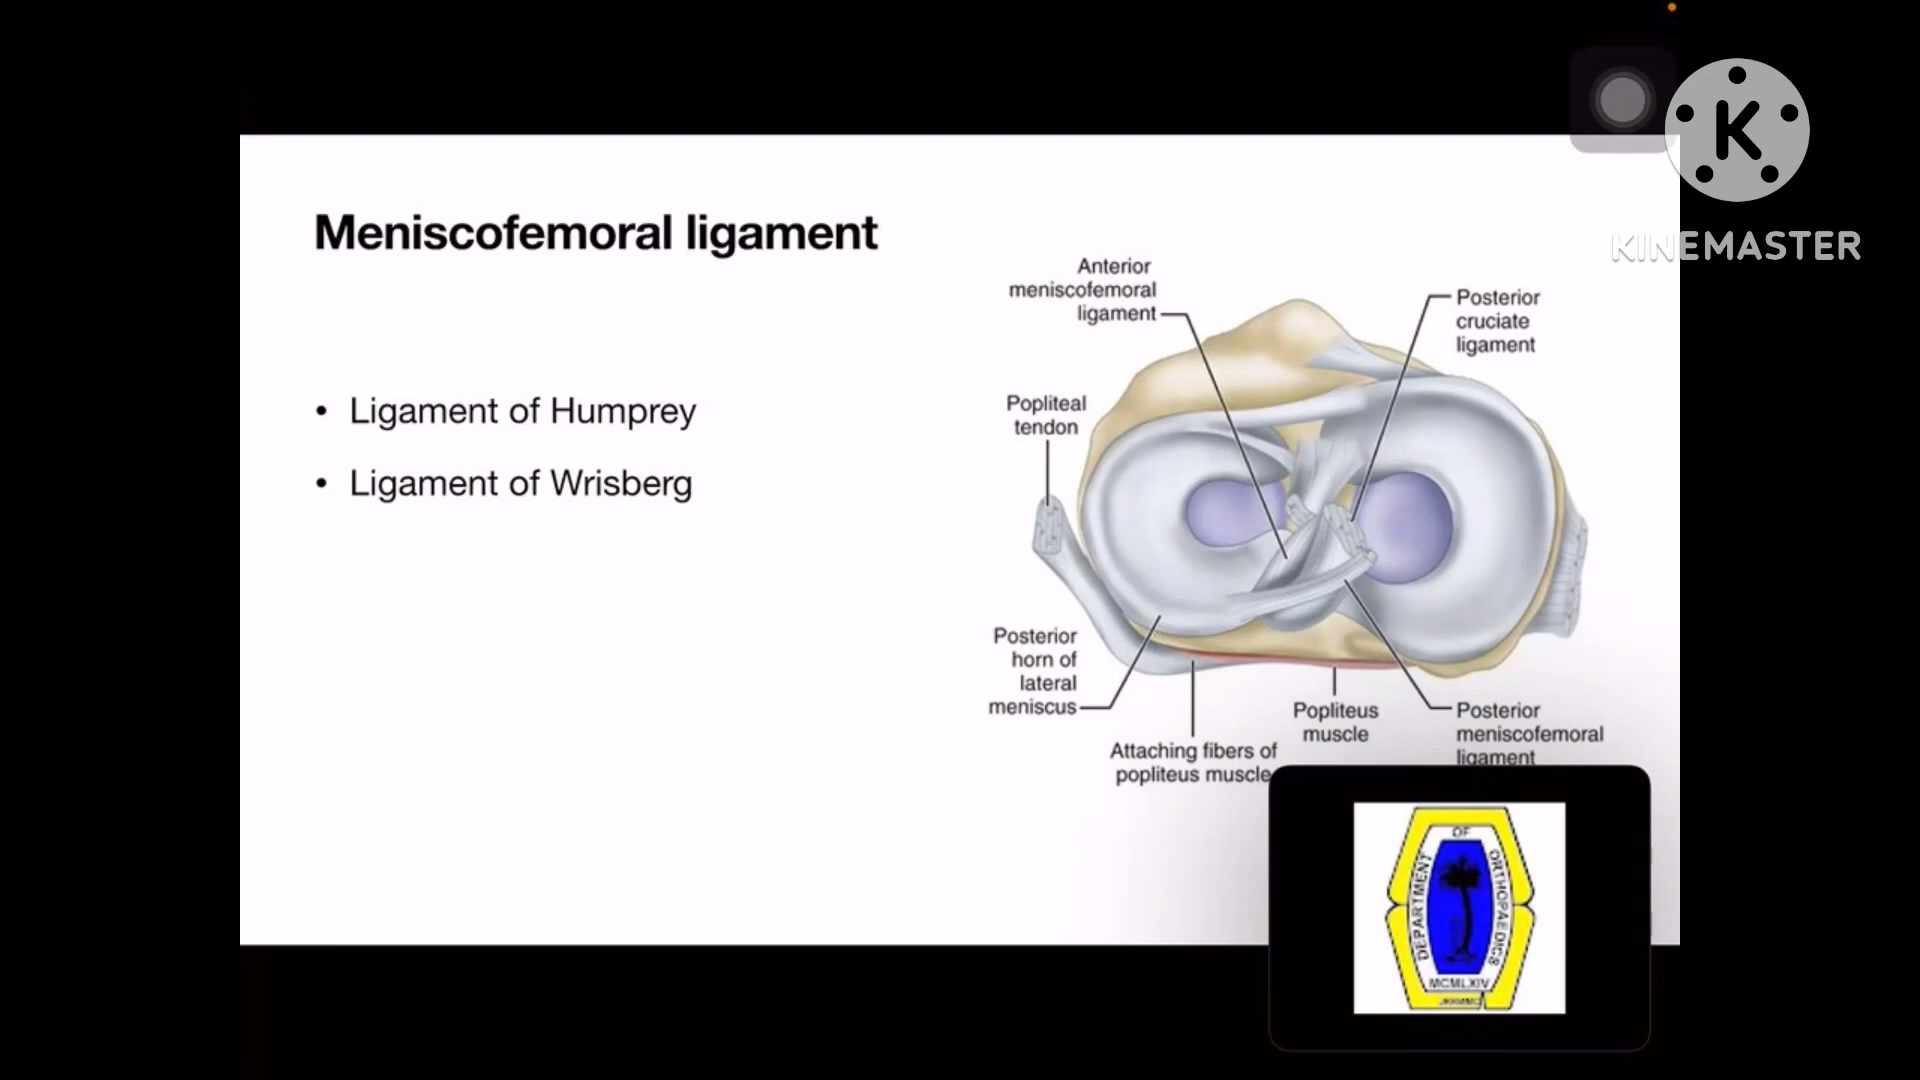 K
KINEMASTER
Meniscofemoral ligament
• Ligament of Humprey
• Ligament of Wrisberg
Anterior
meniscofemoral
ligament
Posterior
cruciate
ligament
Popliteal
tendon
Posterior
horn of
lateral
meniscus
Attaching fibers of
popliteus muscle
Popliteus
muscle
Posterior
meniscofemoral
ligament
DEPARTMENT
OF
ORTHOPAEDICS
MCMLXIV